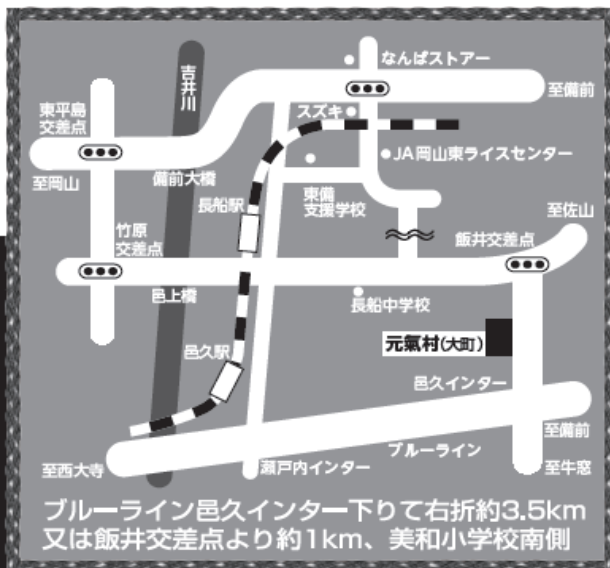 なんばストアー
至備前
吉井川
スズキ
東平島
交差点
JA岡山東ライスセンター
至岡山
備前大橋
長船駅
東備
支援学校
至佐山
竹原
交差点
飯井交差点
邑上橋
長船中学校
元氣村(大町)
邑久駅
邑久インター
至備前
ブルーライン
至西大寺
瀬戸内インター
至牛窓
ブルーライン邑久インター下りて右折約3.5km
又は飯井交差点より約1km、美和小学校南側